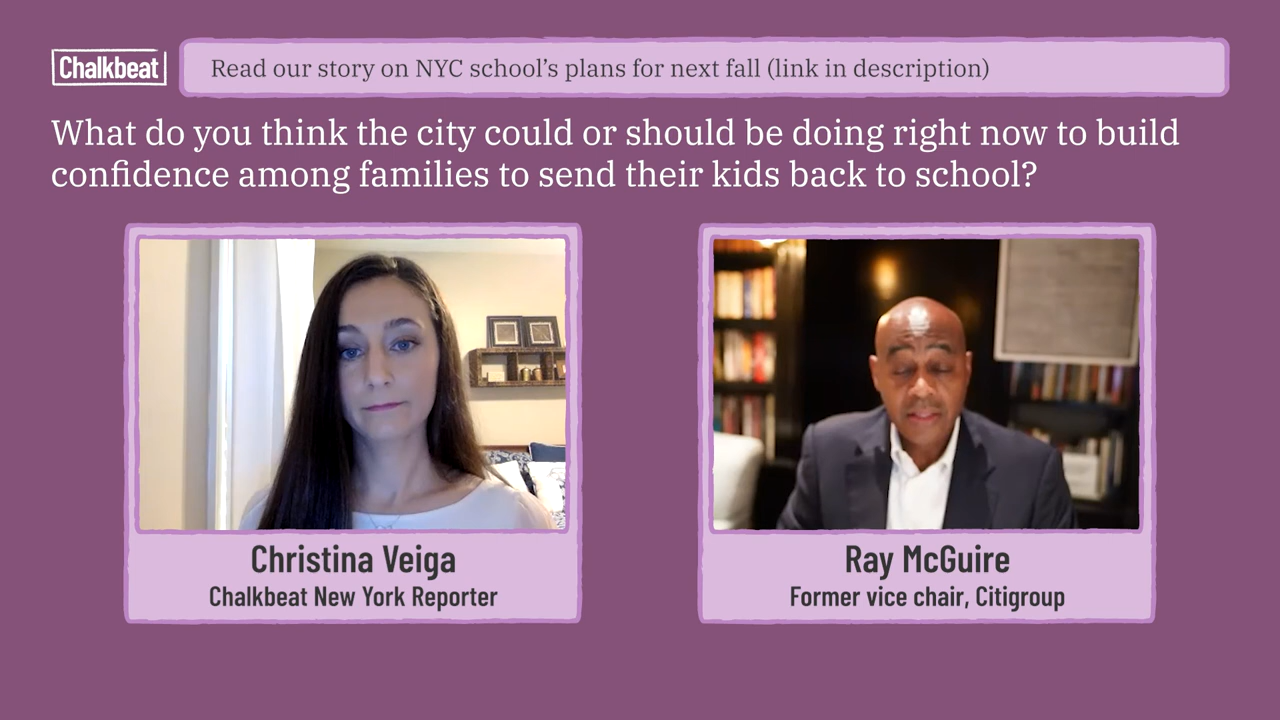 Chalkbeat
Read our story on NYC school's plans for next fall (link in description)
What do you think the city could or should be doing right now to build
confidence among families to send their kids back to school?
Christina Veiga
Chalkbeat New York Reporter
Ray McGuire
Former vice chair, Citigroup